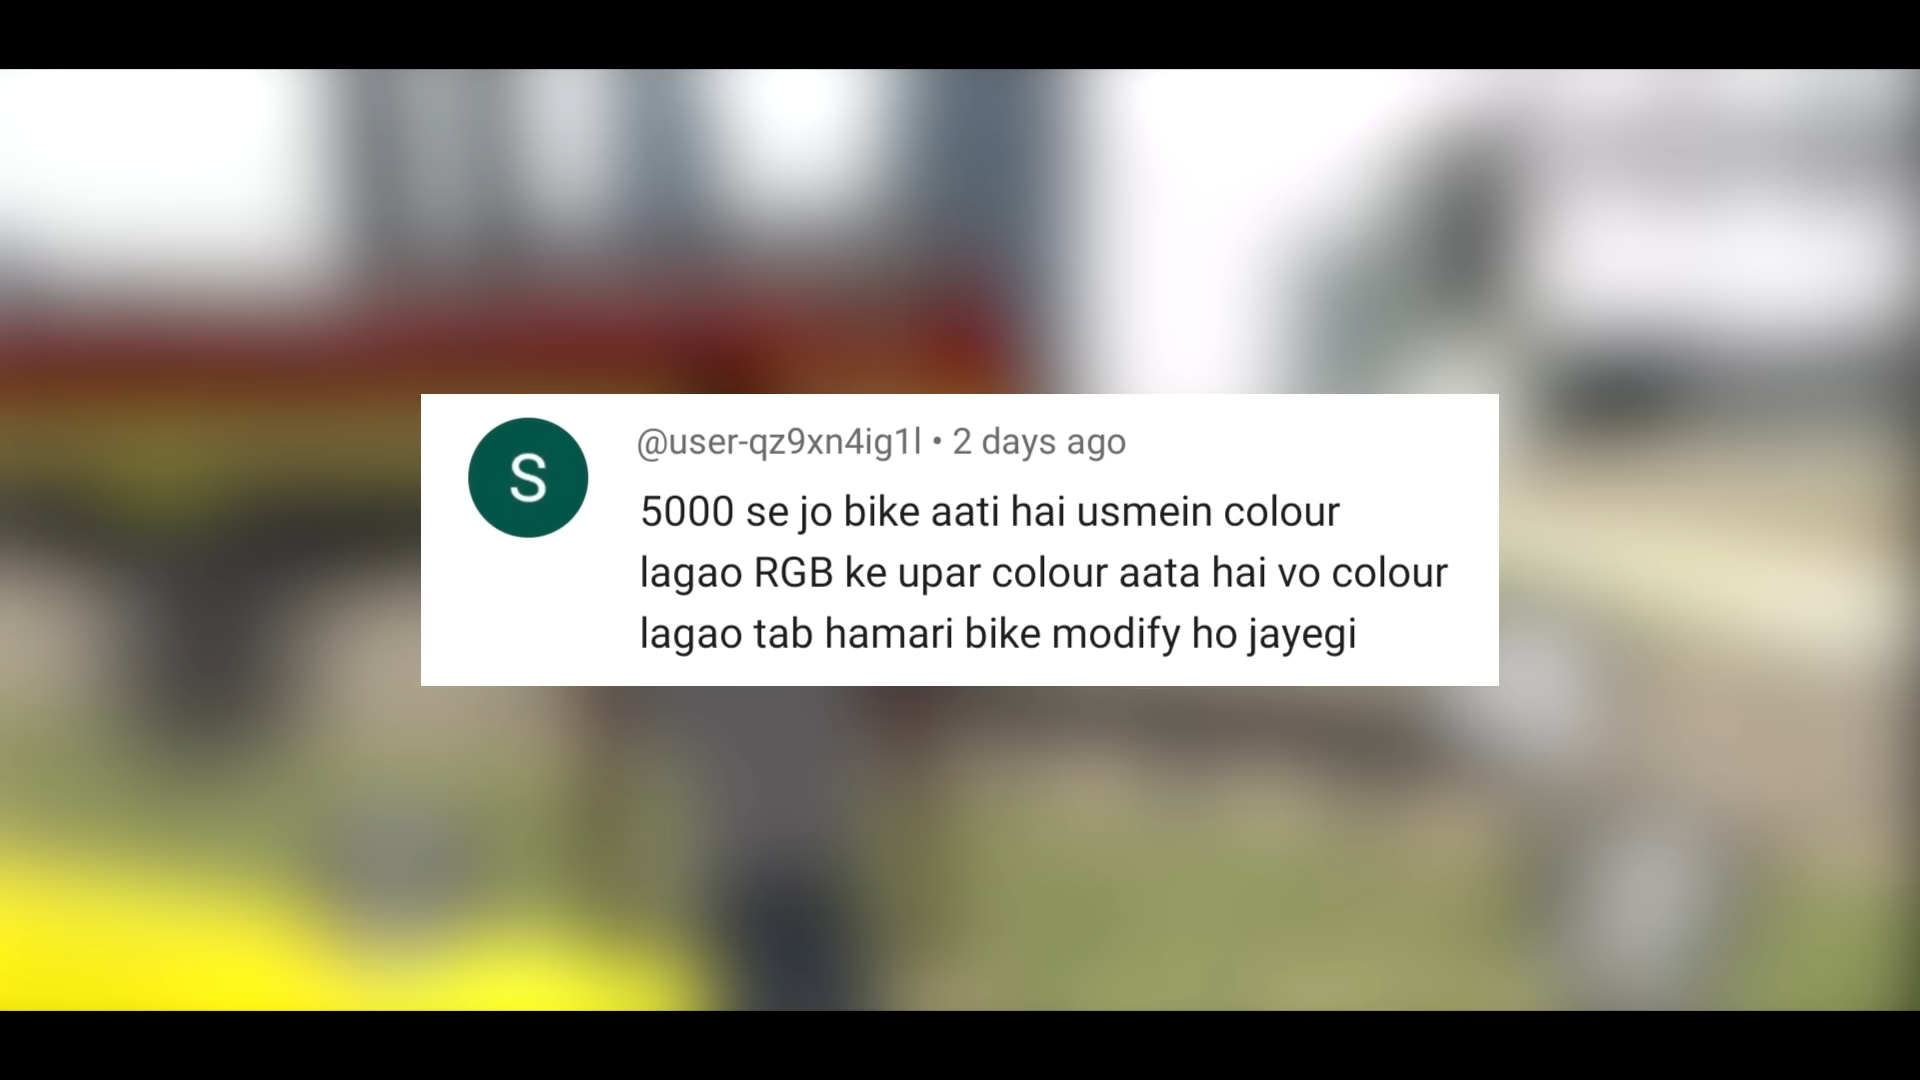 S
@user-qz9xn4ig1l • 2 days ago
5000 se jo bike aati hai usmein colour
lagao RGB ke upar colour aata hai vo colour
lagao tab hamari bike modify ho jayegi